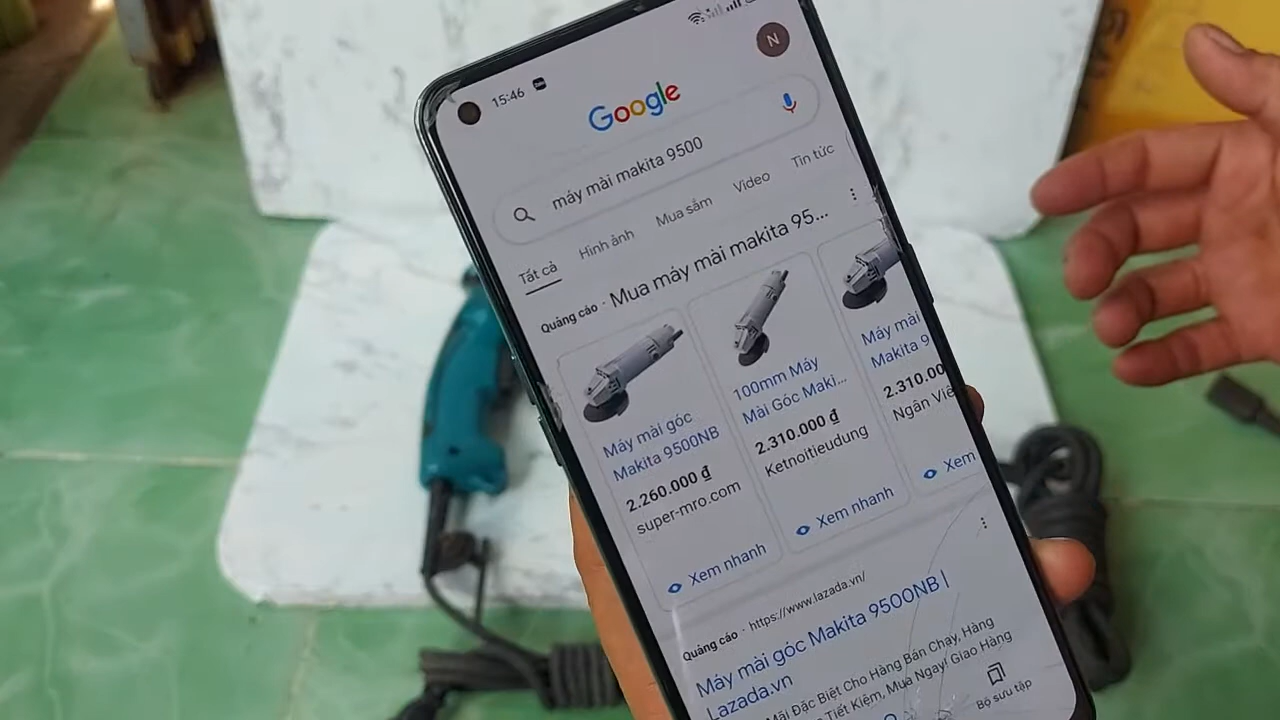 15:46
N
Google
máy mài makita 9500
Tất cả
Hình ảnh
Mua sắm
Video
Tin tức
Quảng cáo · Mua máy mài makita 95...
Máy mài góc
Makita 9500NB
2.260.000 ₫
super-mro.com
Xem nhanh
100mm Máy
Mài Góc Maki...
2.310.000 ₫
Ketnoitieudung
Xem nhanh
Máy mài
Makita 9
2.310.00
Ngân Viê
Xem
Quảng cáo · https://www.lazada.vn/
Máy mài góc Makita 9500NB |
Lazada.vn
Mãi Đặc Biệt Cho Hàng Bán Chạy, Hàng
Tiết Kiệm, Mua Ngay! Giao Hàng
Bộ sưu tập